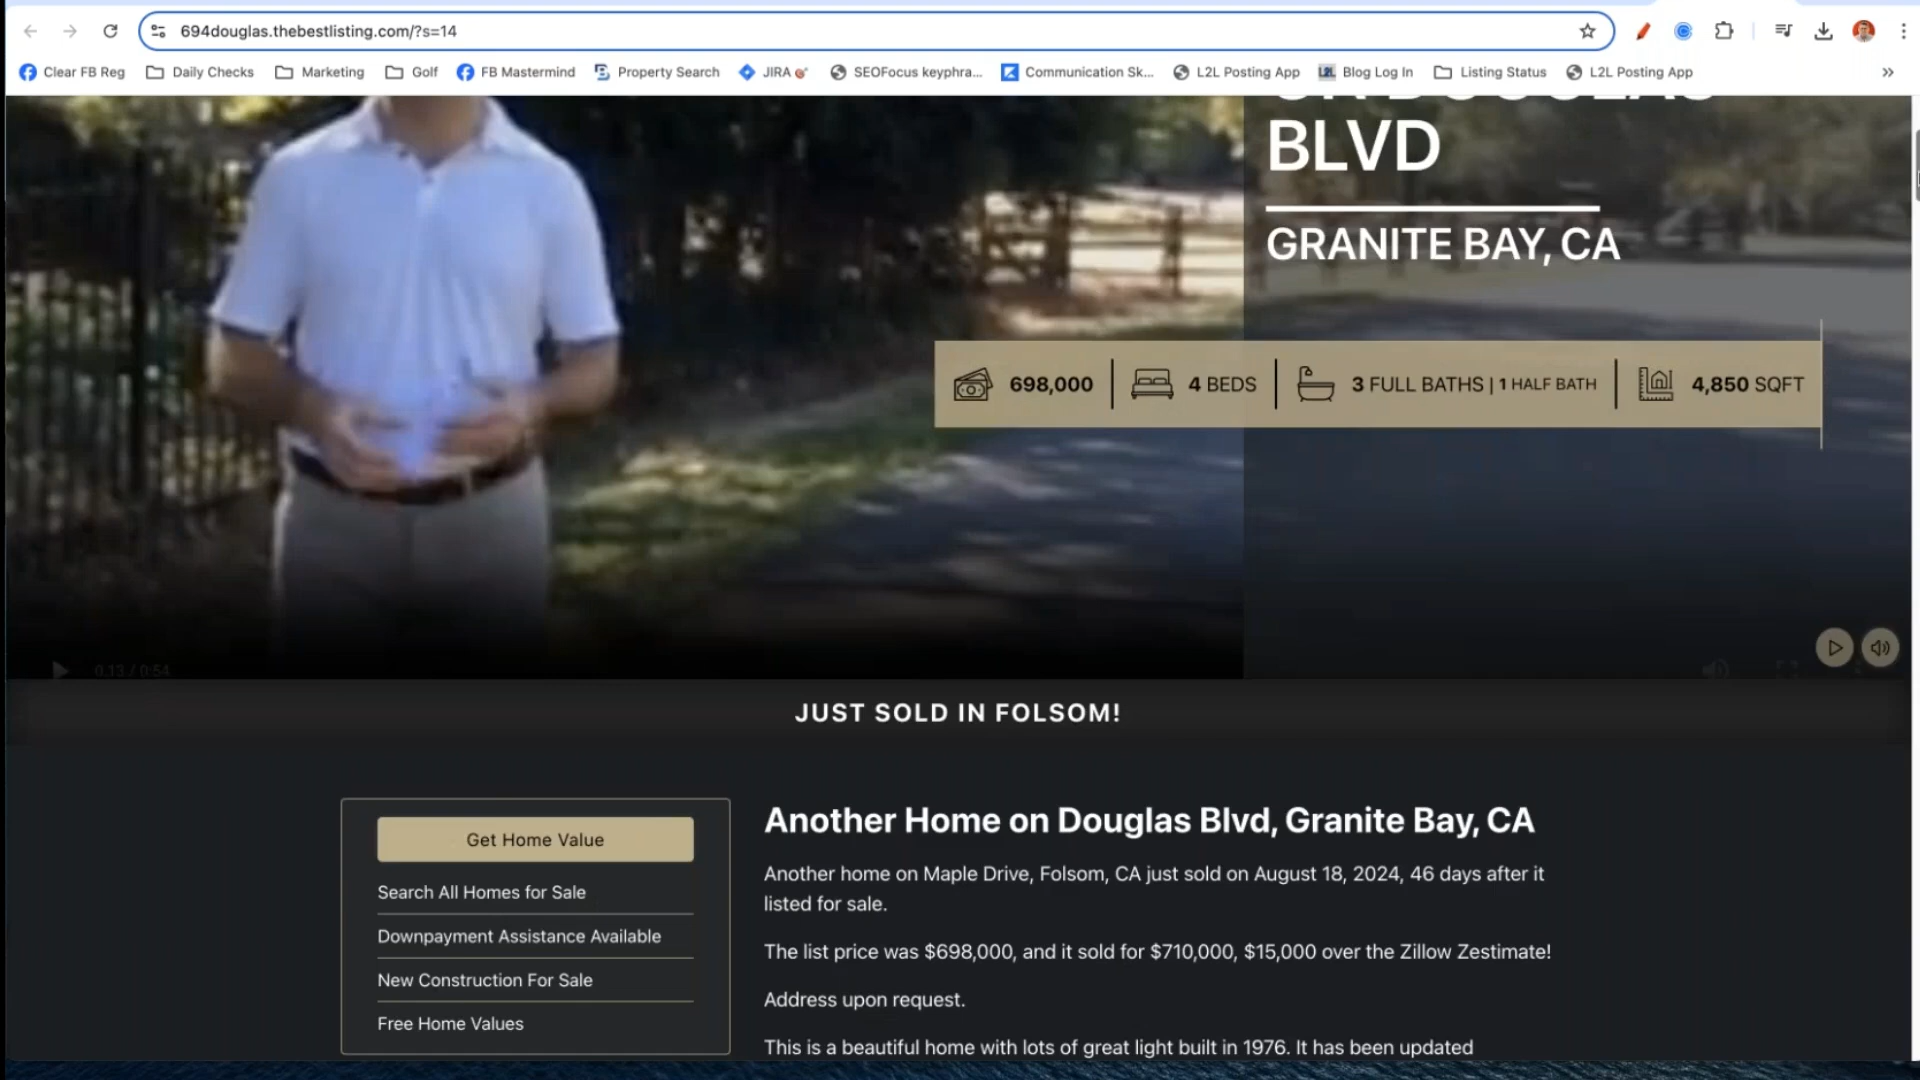 694douglas.thebestlisting.com/?s=14
Clear FB Reg Daily Checks Marketing Golf FB Mastermind Property Search JIRA SEOFocus keyphra... Communication Sk... L2L Posting App Blog Log In Listing Status L2L Posting App
ON DOUGLAS
BLVD
GRANITE BAY, CA
698,000 4 BEDS 3 FULL BATHS | 1 HALF BATH 4,850 SQFT
0:13 / 0:54
JUST SOLD IN FOLSOM!
Get Home Value
Search All Homes for Sale
Downpayment Assistance Available
New Construction For Sale
Free Home Values
Another Home on Douglas Blvd, Granite Bay, CA
Another home on Maple Drive, Folsom, CA just sold on August 18, 2024, 46 days after it
listed for sale.
The list price was $698,000, and it sold for $710,000, $15,000 over the Zillow Zestimate!
Address upon request.
This is a beautiful home with lots of great light built in 1976. It has been updated